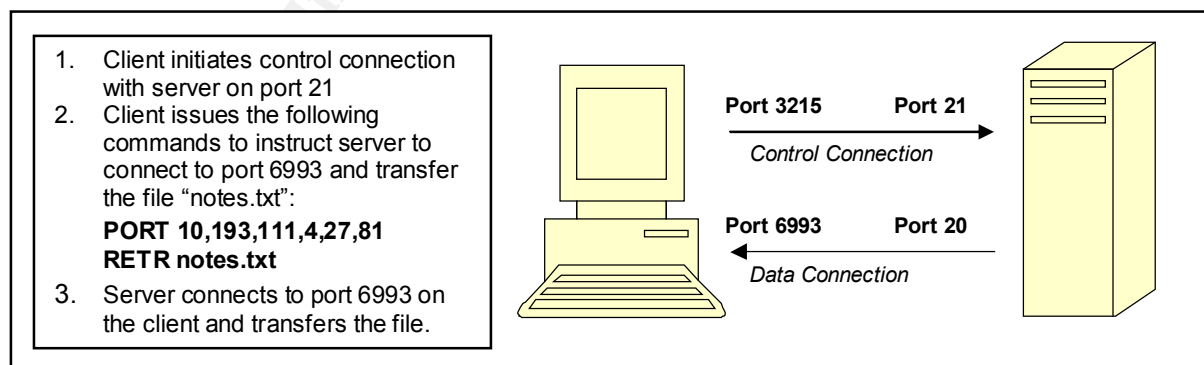 1. Client initiates control connection
with server on port 21
2. Client issues the following
commands to instruct server to
connect to port 6993 and transfer
the file “notes.txt”:
PORT 10,193,111,4,27,81
RETR notes.txt
3. Server connects to port 6993 on
the client and transfers the file.
Port 3215 Port 21
Control Connection
Port 6993 Port 20
Data Connection